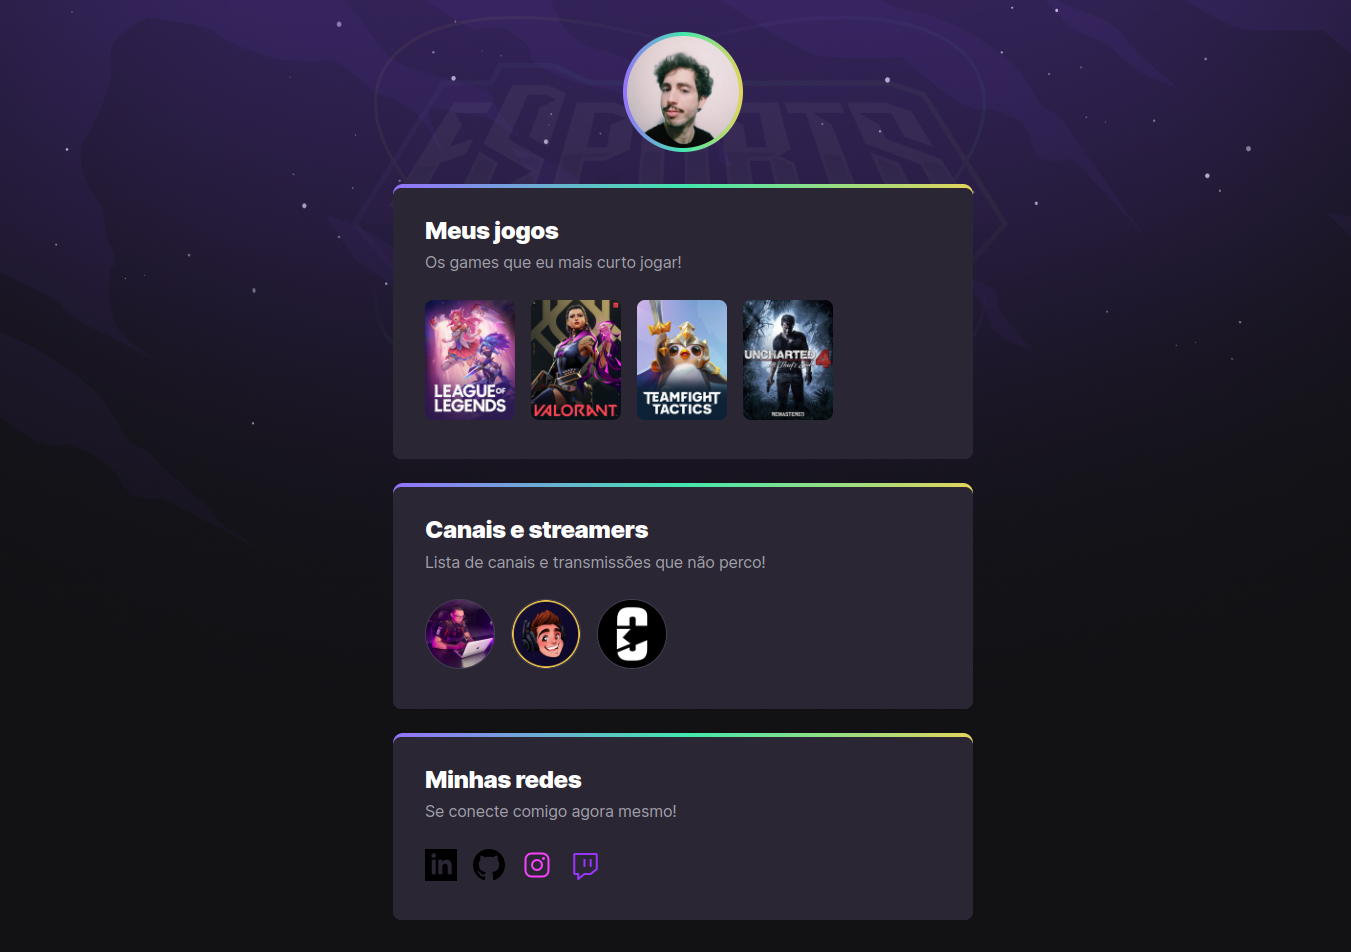 ESPORTS
Meus jogos
Os games que eu mais curto jogar!
LEAGUE OF
LEGENDS
VALORANT
TEAMFIGHT
TACTICS
UNCHARTED 4
A Thief's End
REMASTERED
Canais e streamers
Lista de canais e transmissões que não perco!
Minhas redes
Se conecte comigo agora mesmo!
in